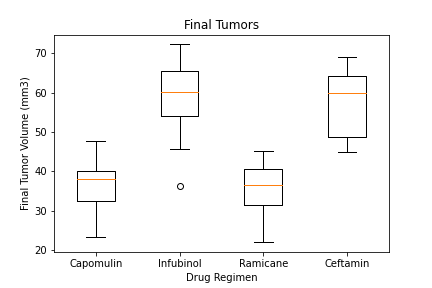 Final Tumors
Final Tumor Volume (mm3)
70
60
50
40
30
20
Capomulin Infubinol Ramicane Ceftamin
Drug Regimen